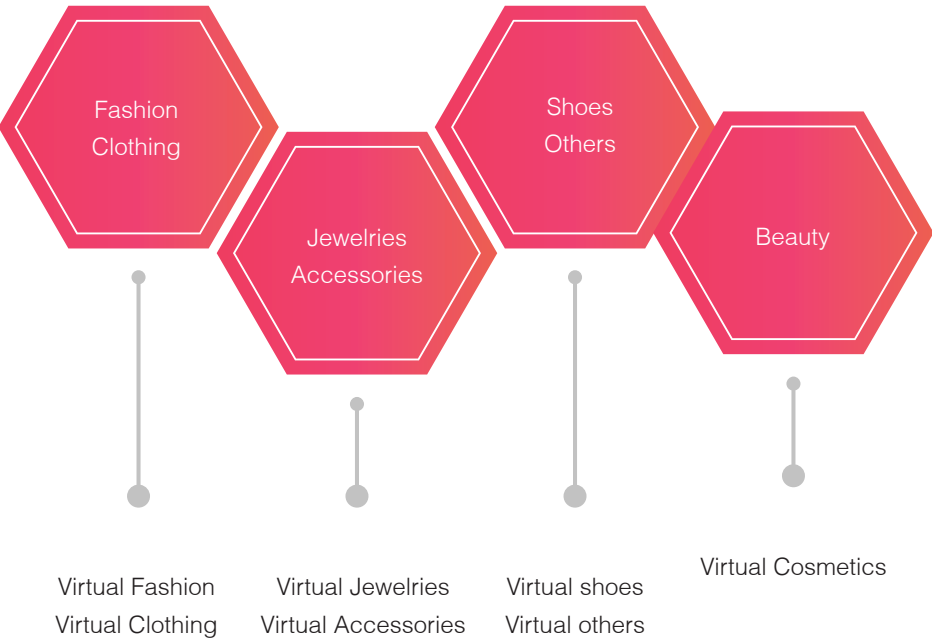 Fashion
Clothing
Jewelries
Accessories
Shoes
Others
Beauty
Virtual Fashion
Virtual Clothing
Virtual Jewelries
Virtual Accessories
Virtual shoes
Virtual others
Virtual Cosmetics